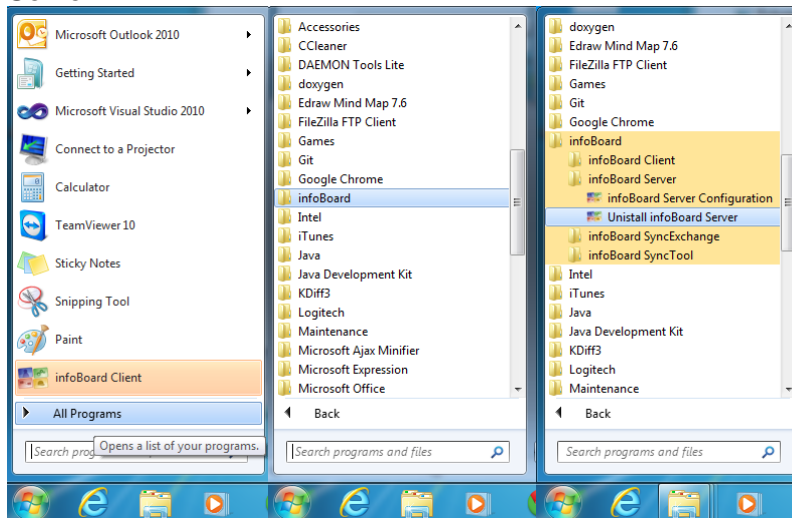 Microsoft Outlook 2010
Getting Started
Microsoft Visual Studio 2010
Connect to a Projector
Calculator
TeamViewer 10
Sticky Notes
Snipping Tool
Paint
infoBoard Client
All Programs
Search prog
Opens a list of your programs.
Accessories
CCleaner
DAEMON Tools Lite
doxygen
Edraw Mind Map 7.6
FileZilla FTP Client
Games
Git
Google Chrome
infoBoard
Intel
iTunes
Java
Java Development Kit
KDiff3
Logitech
Maintenance
Microsoft Ajax Minifier
Microsoft Expression
Microsoft Office
Back
Search programs and files
doxygen
Edraw Mind Map 7.6
FileZilla FTP Client
Games
Git
Google Chrome
infoBoard
infoBoard Client
infoBoard Server
infoBoard Server Configuration
Unistall infoBoard Server
infoBoard SyncExchange
infoBoard SyncTool
Intel
iTunes
Java
Java Development Kit
KDiff3
Logitech
Maintenance
Back
Search programs and files